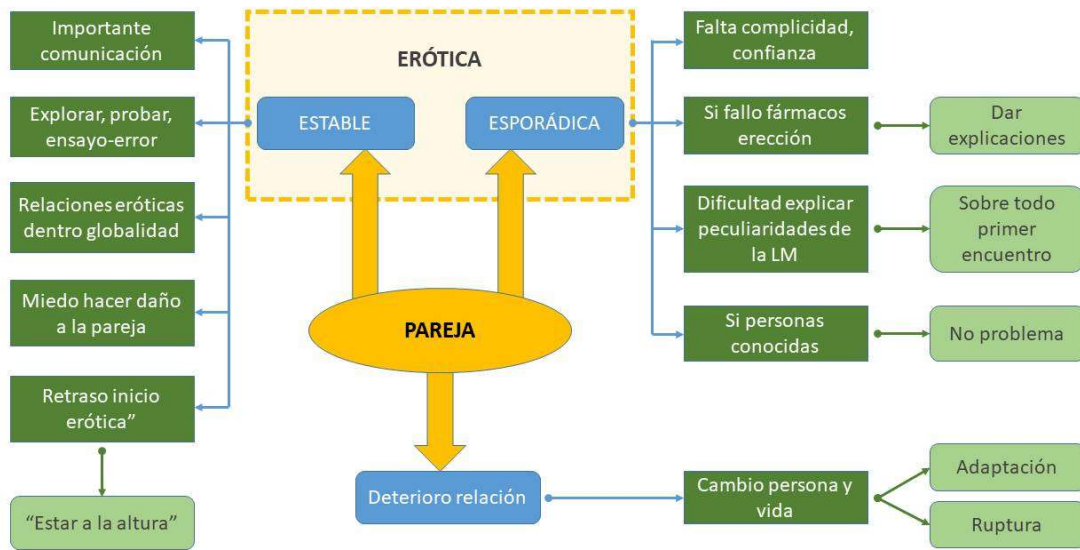 Importante
comunicación
Explorar, probar,
ensayo-error
Relaciones eróticas
dentro globalidad
Miedo hacer daño
a la pareja
Retraso inicio
erótica”
“Estar a la altura”
ERÓTICA
ESTABLE
ESPORÁDICA
PAREJA
Deterioro relación
Falta complicidad,
confianza
Si fallo fármacos
erección
Dar
explicaciones
Dificultad explicar
peculiaridades de
la LM
Sobre todo
primer
encuentro
Si personas
conocidas
No problema
Cambio persona y
vida
Adaptación
Ruptura